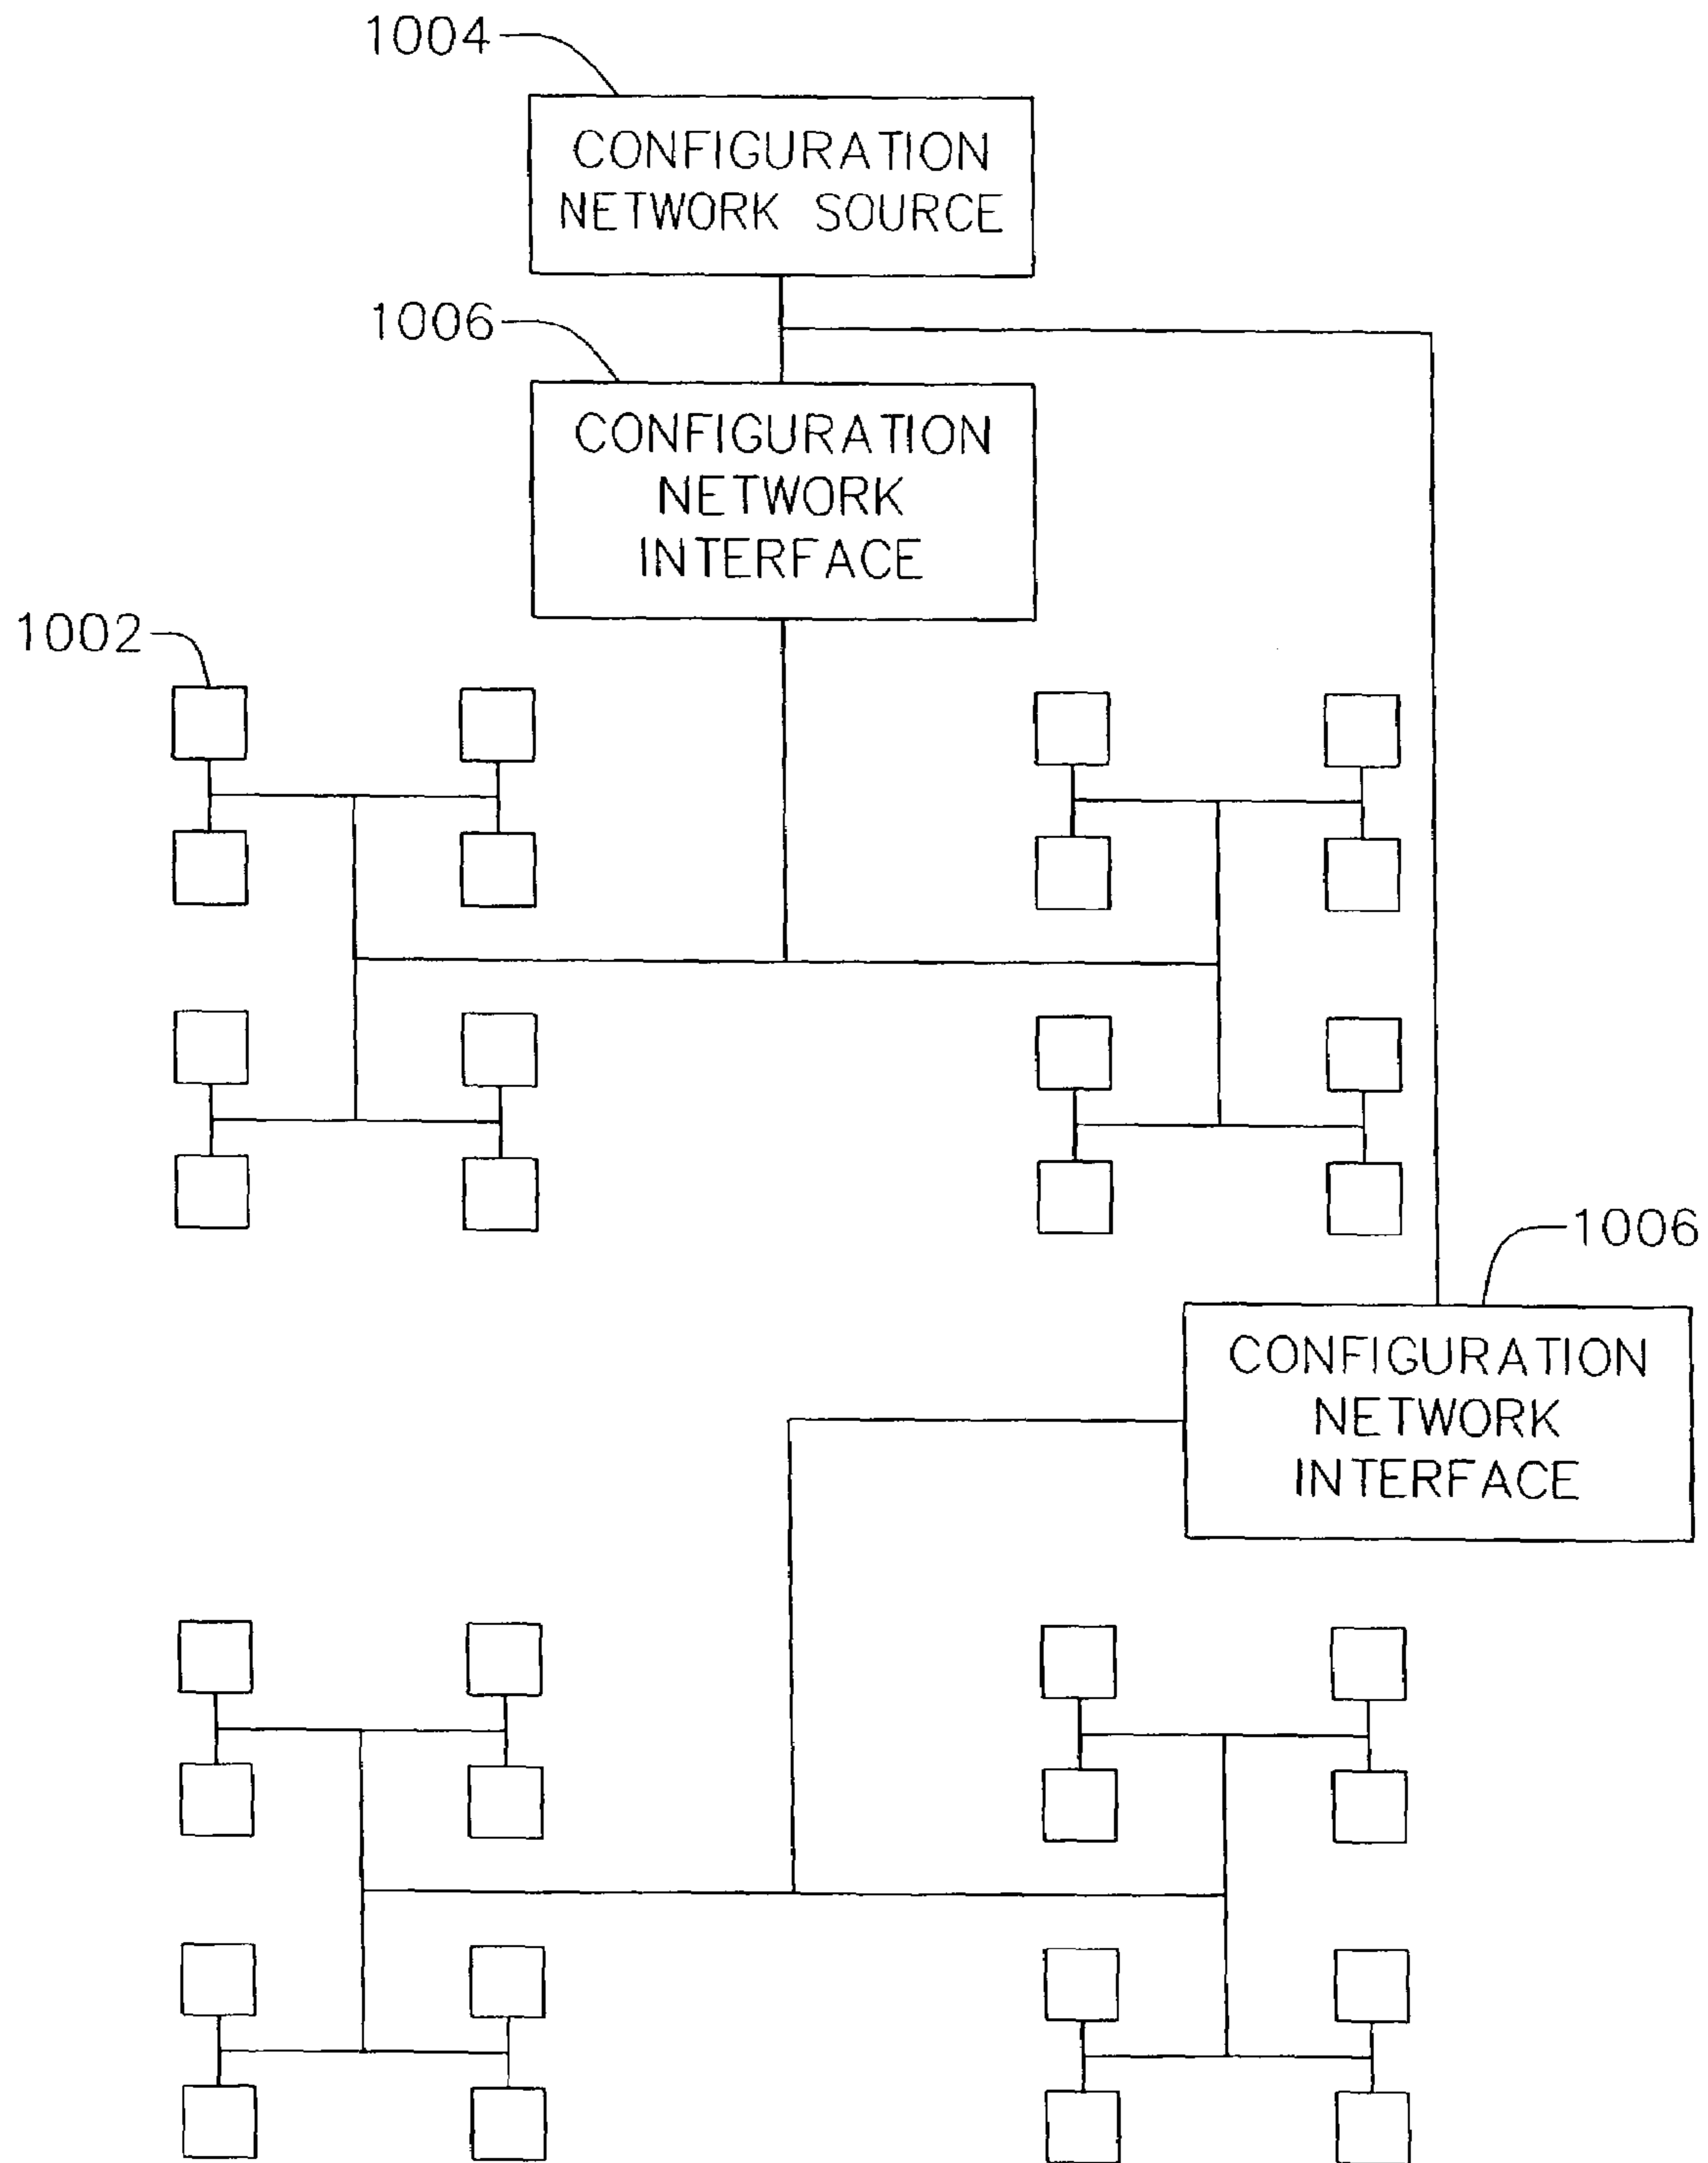 1004
CONFIGURATION
NETWORK SOURCE
1006
CONFIGURATION
NETWORK
INTERFACE
1002
1006
CONFIGURATION
NETWORK
INTERFACE